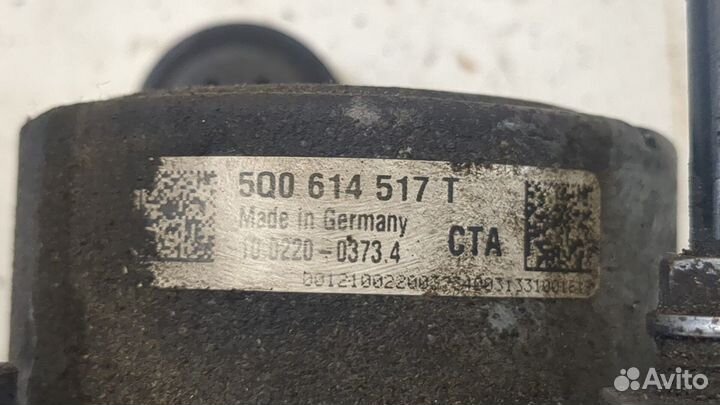 5Q0 614 517 T
Made in Germany
10.0220-0373.4
CTA
Avito